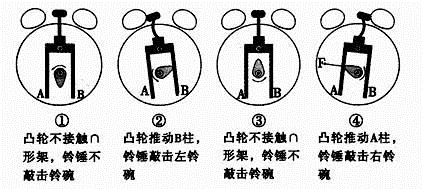 A B
A B
A B
F
A B
① ② ③ ④
凸轮不接触∩ 凸轮推动B柱, 凸轮不接触∩ 凸轮推动A柱,
形架，铃锤不 铃锤敲击左铃 形架，铃锤不 铃锤敲击右铃
敲击铃碗 碗 敲击铃碗 碗